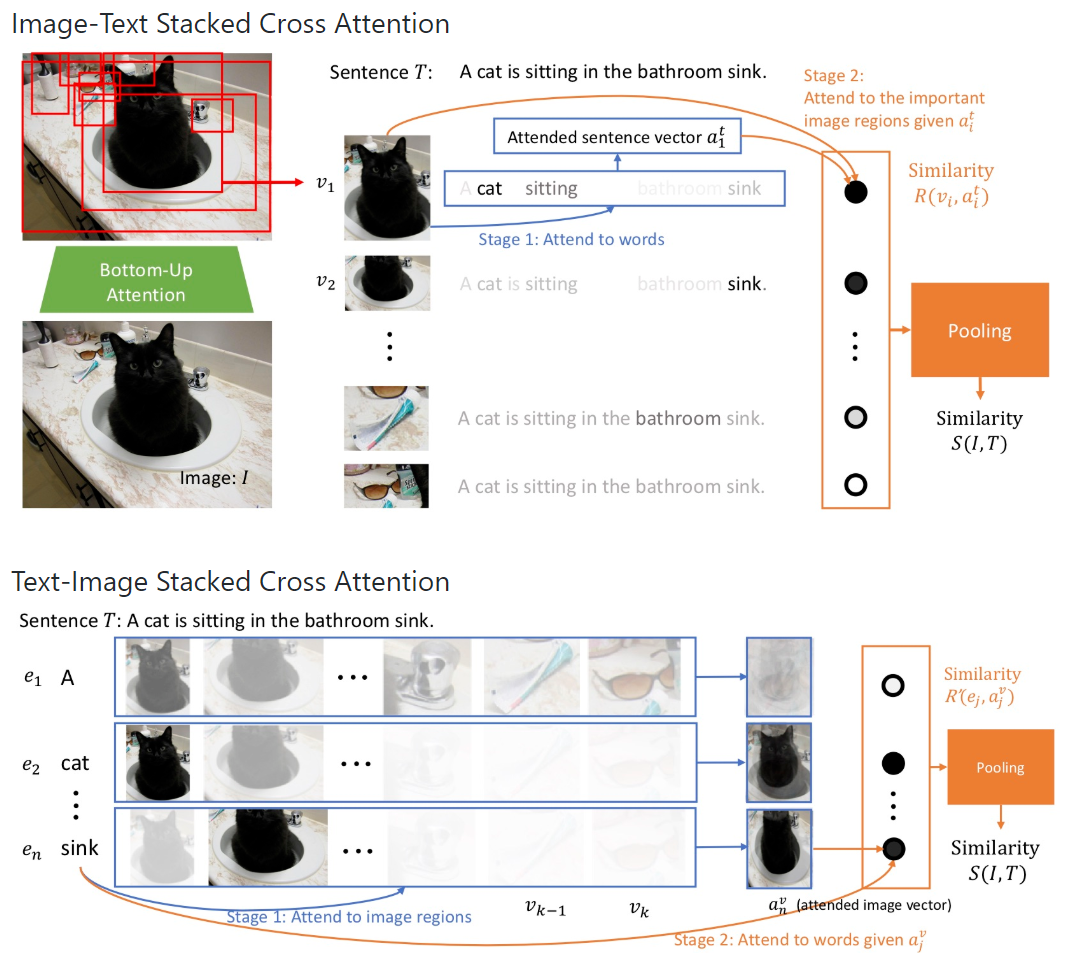 Image-Text Stacked Cross Attention
Sentence T: A cat is sitting in the bathroom sink.
Stage 2:
Attend to the important
image regions given a_i^t
Attended sentence vector a_1^t
v_1 A cat sitting bathroom sink
Similarity
R(v_i, a_i^t)
Stage 1: Attend to words
v_2 A cat is sitting bathroom sink.
Bottom-Up
Attention
Pooling
A cat is sitting in the bathroom sink.
Similarity
S(I,T)
Image: I
A cat is sitting in the bathroom sink.
Text-Image Stacked Cross Attention
Sentence T: A cat is sitting in the bathroom sink.
e_1 A
Similarity
R′(e_j, a_j^v)
e_2 cat
Pooling
e_n sink
Similarity
S(I,T)
v_{k−1} v_k a_n^v (attended image vector)
Stage 1: Attend to image regions
Stage 2: Attend to words given a_j^v